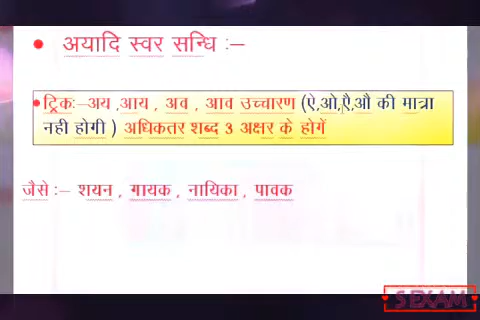 • अयादि स्वर सन्धि :–
• ट्रिक:–अय ,आय , अव , आव उच्चारण (ऐ,ओ,ऐ,औ की मात्रा
नही होगी ) अधिकतर शब्द 3 अक्षर के होगें
जैसे :– शयन , गायक , नायिका , पावक
S EXAM